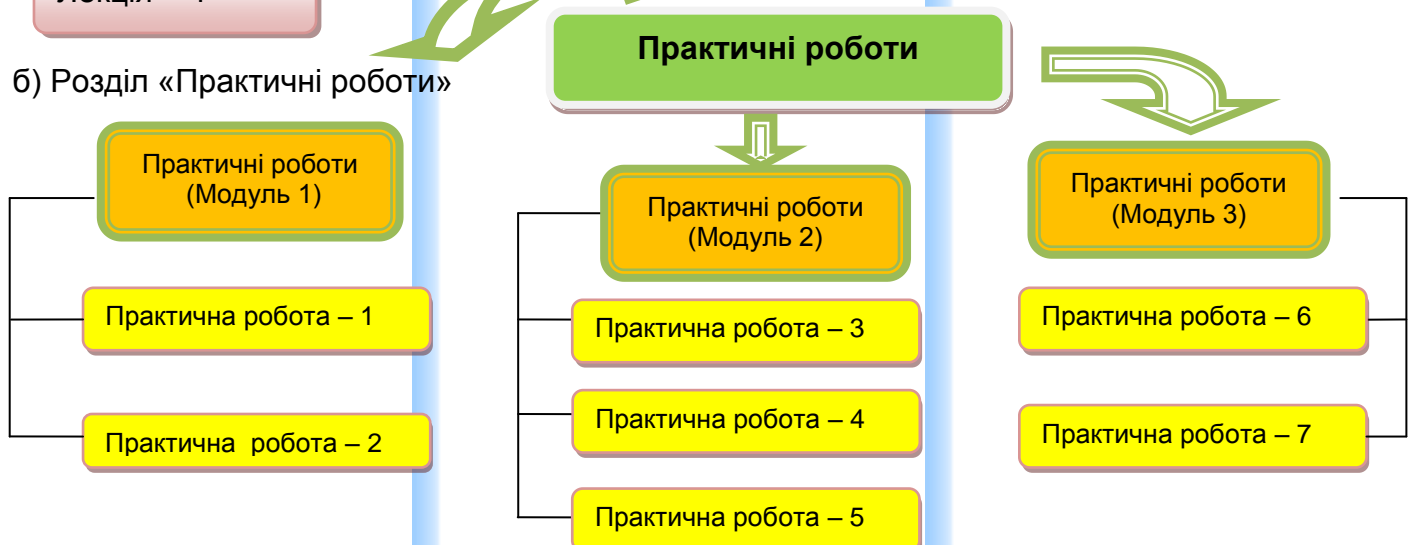 Практичні роботи
б) Розділ «Практичні роботи»
Практичні роботи
(Модуль 1)
Практична робота – 1
Практична робота – 2
Практичні роботи
(Модуль 2)
Практична робота – 3
Практична робота – 4
Практична робота – 5
Практичні роботи
(Модуль 3)
Практична робота – 6
Практична робота – 7